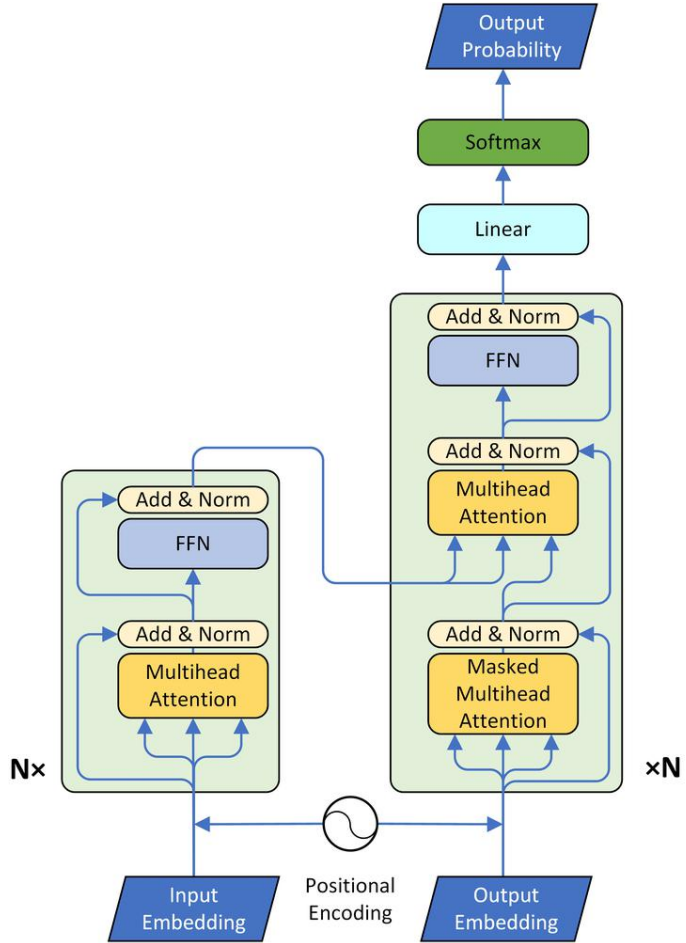 Output
Probability
Softmax
Linear
Add & Norm
FFN
Add & Norm
Multihead
Attention
Add & Norm
Masked
Multihead
Attention
×N
Add & Norm
FFN
Add & Norm
Multihead
Attention
N×
Positional
Encoding
Input
Embedding
Output
Embedding